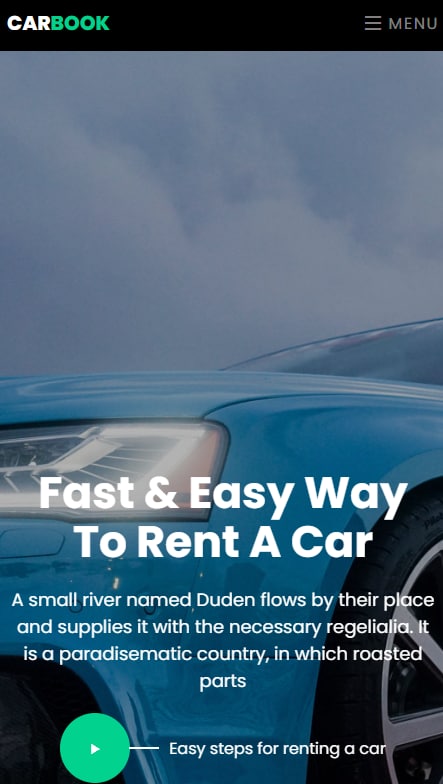 CARBOOK
MENU
Fast & Easy Way
To Rent A Car
A small river named Duden flows by their place
and supplies it with the necessary regelialia. It
is a paradisematic country, in which roasted
parts
Easy steps for renting a car